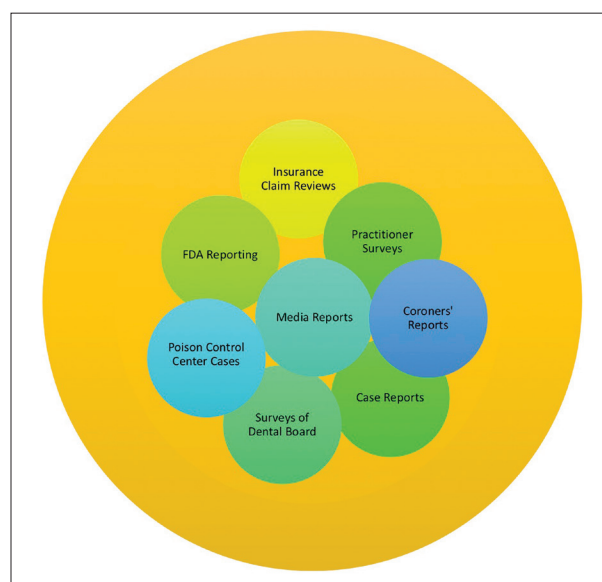 Insurance
Claim Reviews
Practitioner
Surveys
FDA Reporting
Media Reports
Coroners'
Reports
Poison Control
Center Cases
Case Reports
Surveys of
Dental Board